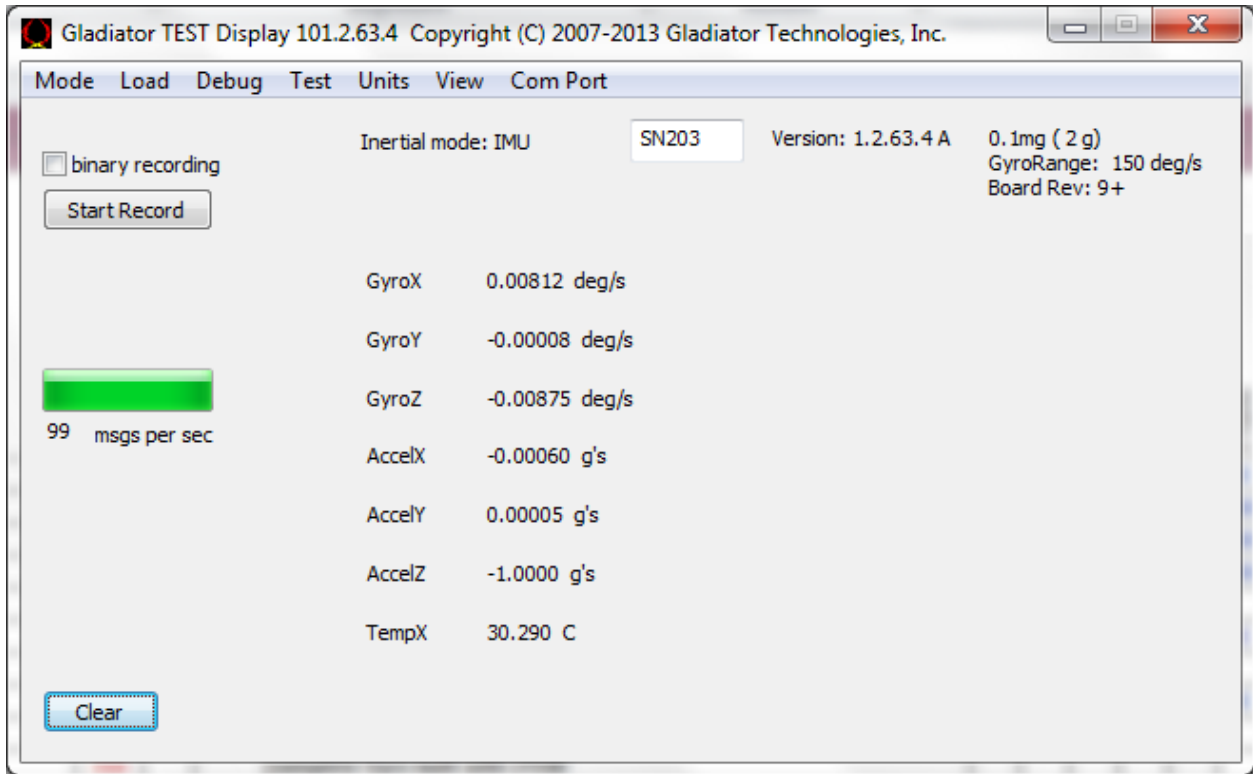 Gladiator TEST Display 101.2.63.4 Copyright (C) 2007-2013 Gladiator Technologies, Inc.
Mode Load Debug Test Units View Com Port
Inertial mode: IMU SN203 Version: 1.2.63.4 A 0.1mg ( 2 g)
GyroRange: 150 deg/s
Board Rev: 9+
binary recording
Start Record
GyroX 0.00812 deg/s
GyroY -0.00008 deg/s
GyroZ -0.00875 deg/s
99 msgs per sec
AccelX -0.00060 g's
AccelY 0.00005 g's
AccelZ -1.0000 g's
TempX 30.290 C
Clear